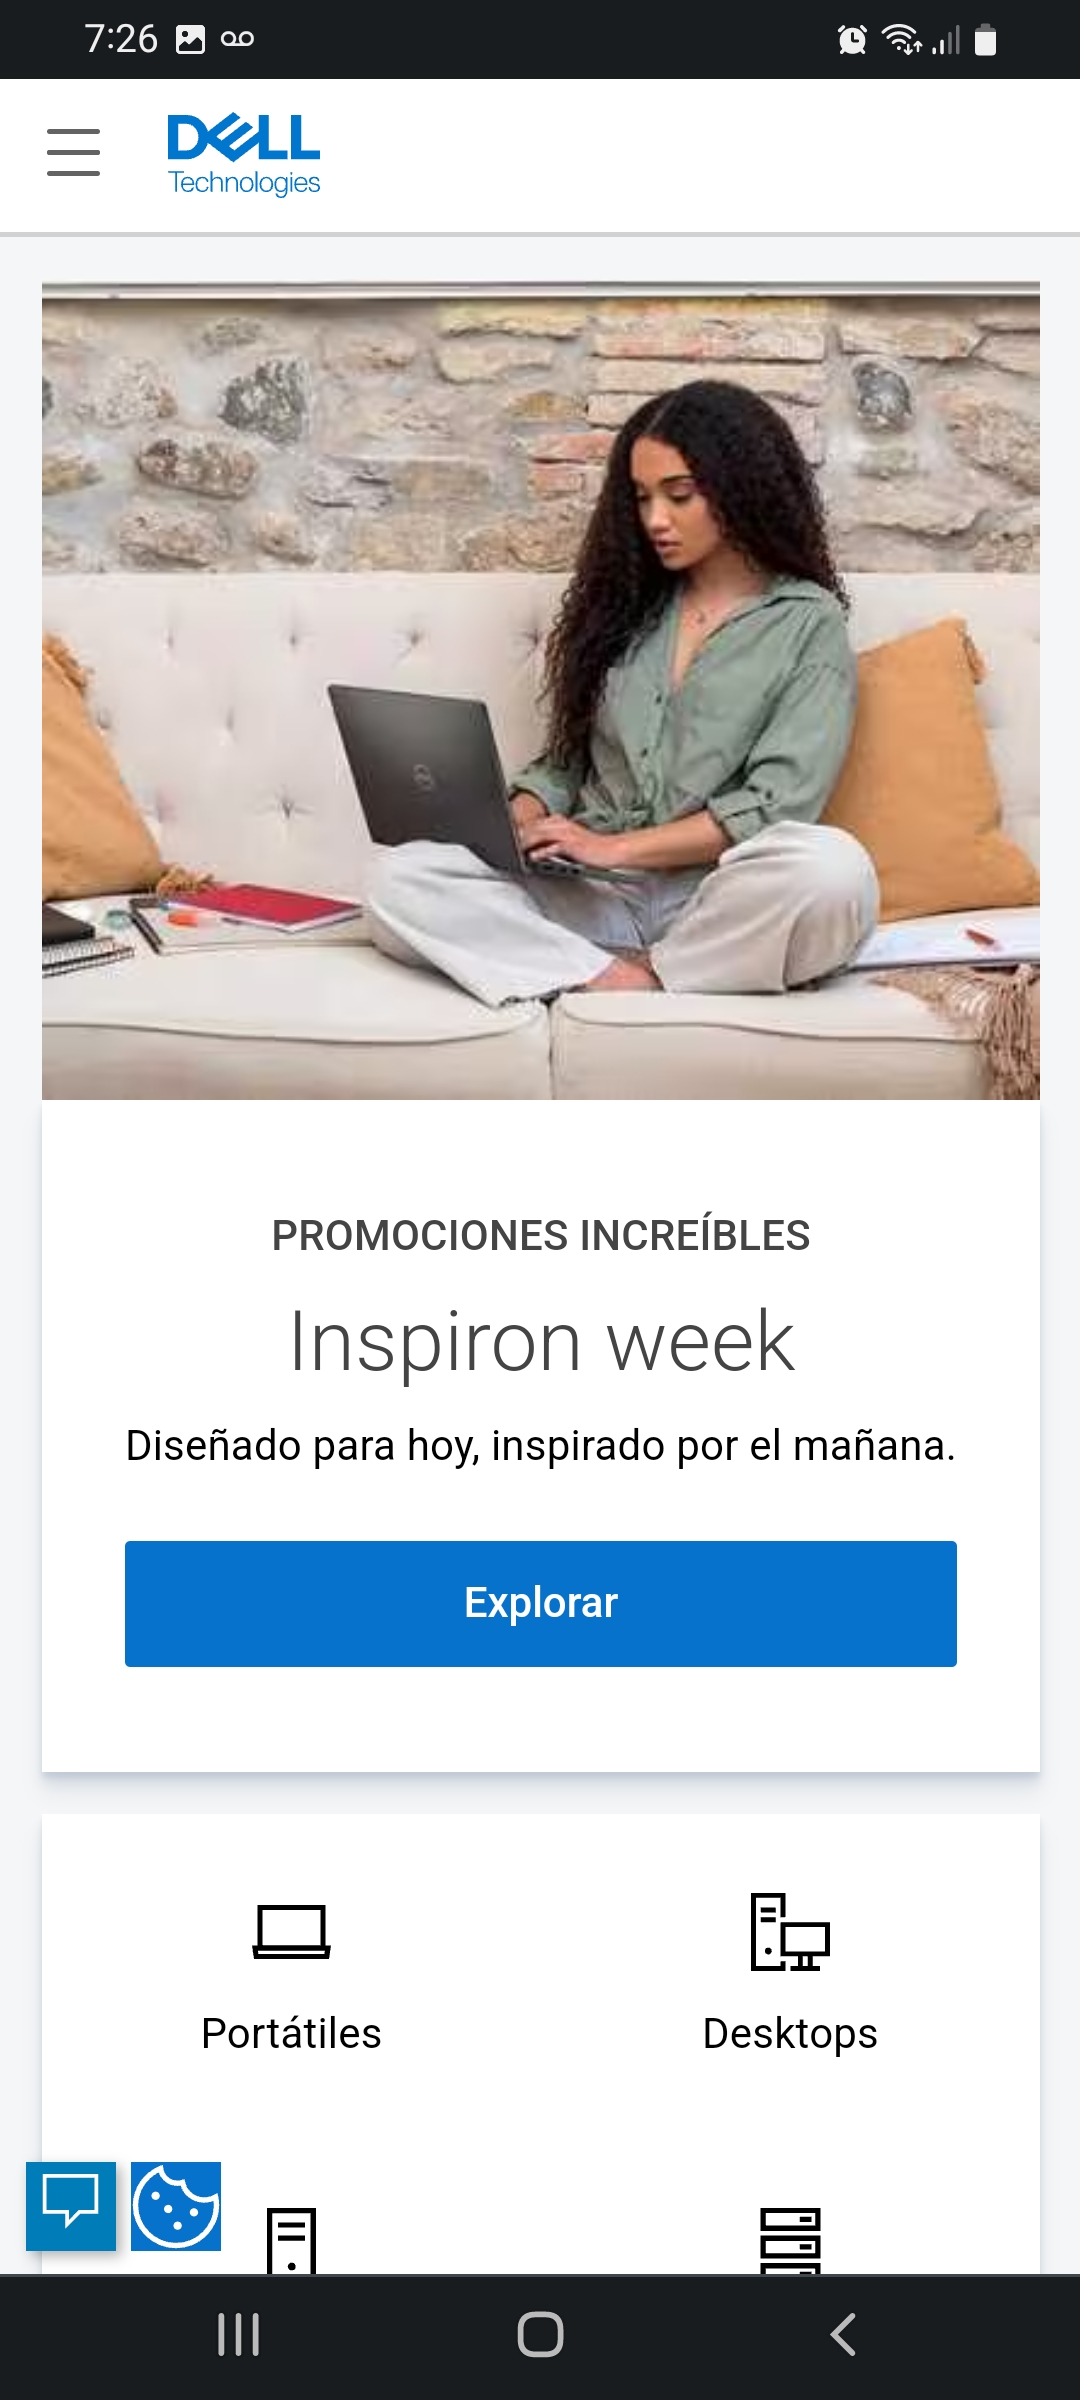 7:26
DELL
Technologies
PROMOCIONES INCREÍBLES
Inspiron week
Diseñado para hoy, inspirado por el mañana.
Explorar
Portátiles
Desktops